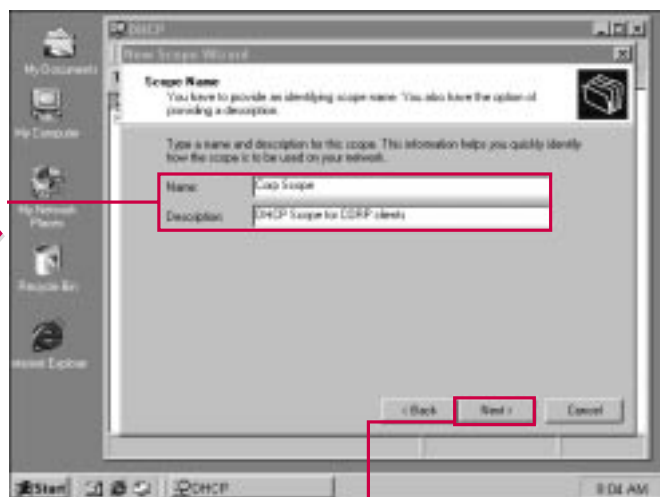 DHCP
New Scope Wizard
Scope Name
You have to provide an identifying scope name. You also have the option of
providing a description.
Type a name and description for this scope. This information helps you quickly identify
how the scope is to be used on your network.
Name: Corp Scope
Description: DHCP Scope for CORP clients
< Back Next > Cancel
My Documents
My Computer
My Network
Places
Recycle Bin
Internet Explorer
Start DHCP 8:04 AM